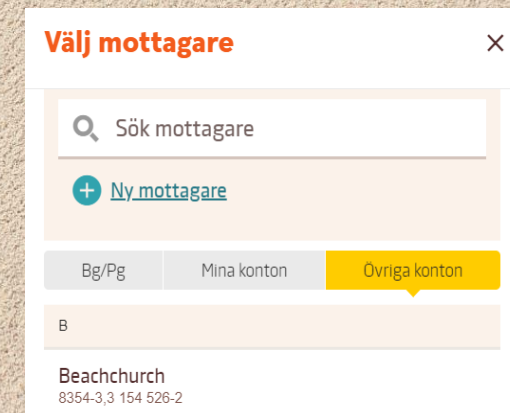 Välj mottagare
Sök mottagare
Ny mottagare
Bg/Pg Mina konton Övriga konton
B
Beachchurch
8354-3,3 154 526-2